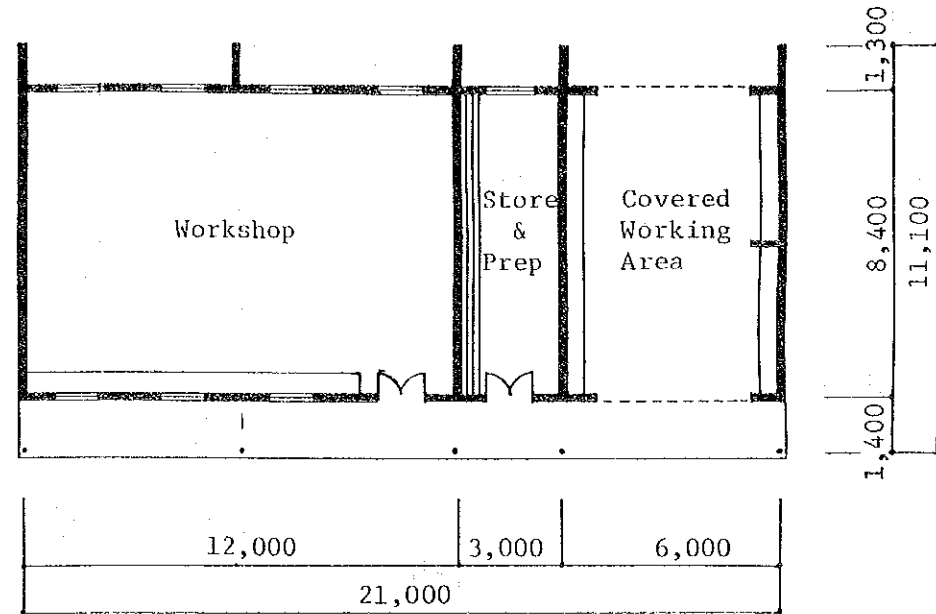 1,300
Workshop
Store
&
Prep
Covered
Working
Area
8,400
11,100
1,400
12,000
3,000
6,000
21,000